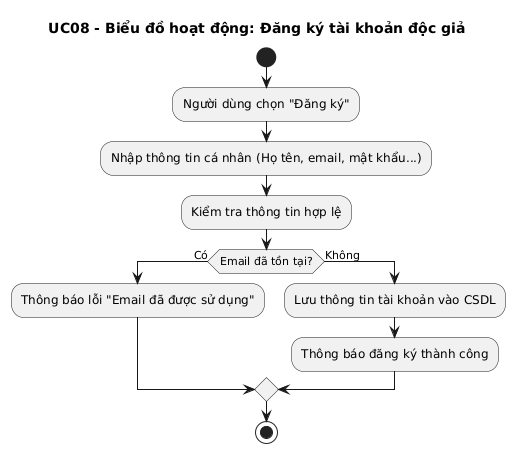 UC08 - Biểu đồ hoạt động: Đăng ký tài khoản độc giả
Người dùng chọn "Đăng ký"
Nhập thông tin cá nhân (Họ tên, email, mật khẩu...)
Kiểm tra thông tin hợp lệ
Có
Email đã tồn tại?
Không
Thông báo lỗi "Email đã được sử dụng"
Lưu thông tin tài khoản vào CSDL
Thông báo đăng ký thành công